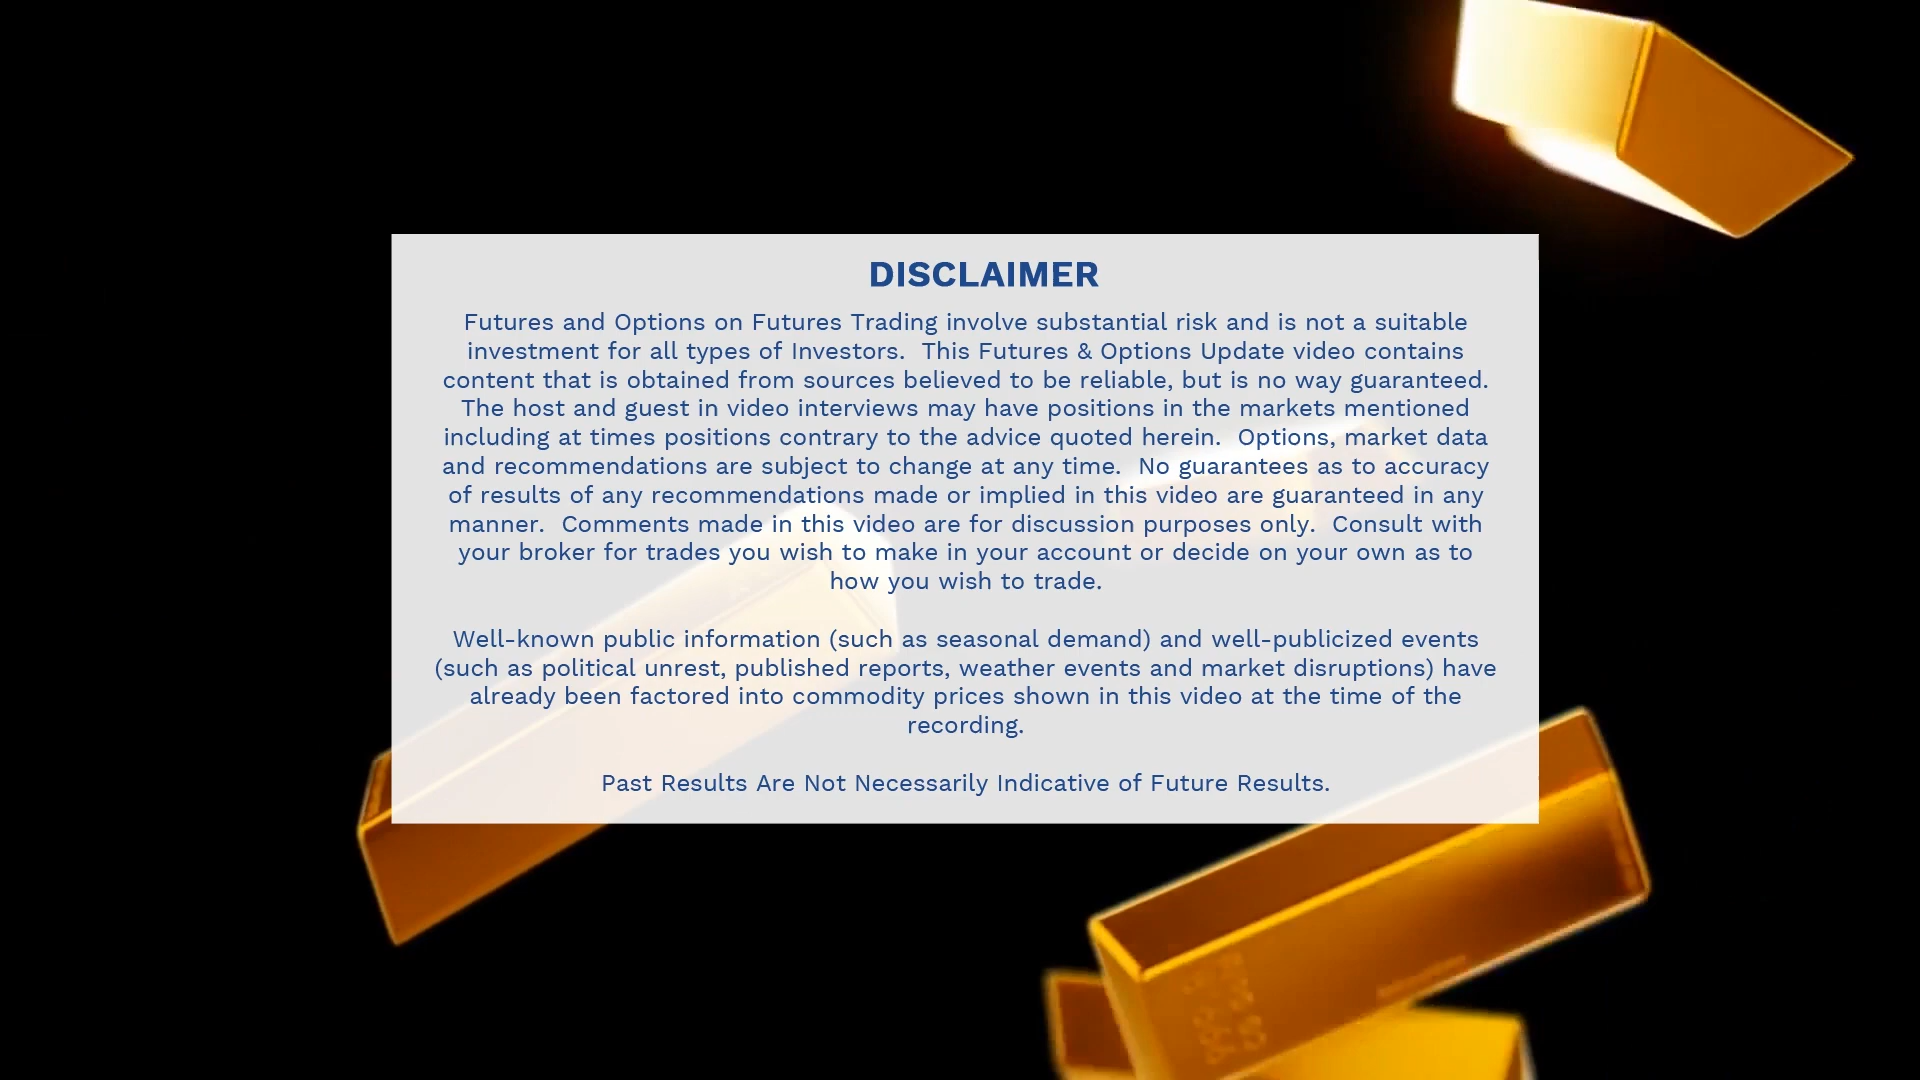 DISCLAIMER
Futures and Options on Futures Trading involve substantial risk and is not a suitable
investment for all types of Investors.  This Futures & Options Update video contains
content that is obtained from sources believed to be reliable, but is no way guaranteed.
The host and guest in video interviews may have positions in the markets mentioned
including at times positions contrary to the advice quoted herein.  Options, market data
and recommendations are subject to change at any time.  No guarantees as to accuracy
of results of any recommendations made or implied in this video are guaranteed in any
manner.  Comments made in this video are for discussion purposes only.  Consult with
your broker for trades you wish to make in your account or decide on your own as to
how you wish to trade.
Well-known public information (such as seasonal demand) and well-publicized events
(such as political unrest, published reports, weather events and market disruptions) have
already been factored into commodity prices shown in this video at the time of the
recording.
Past Results Are Not Necessarily Indicative of Future Results.